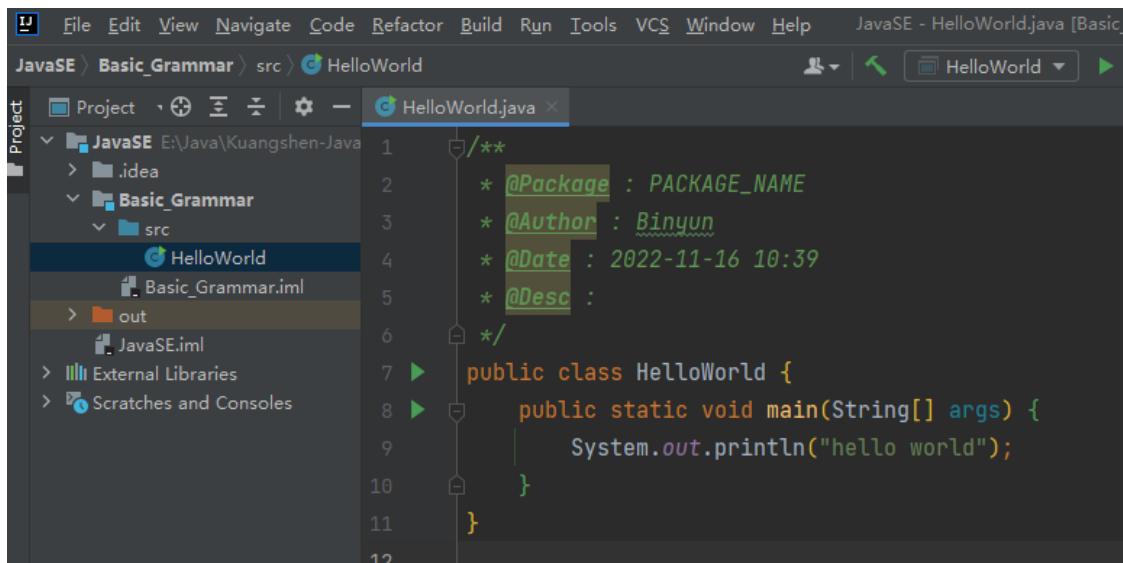 IJ File Edit View Navigate Code Refactor Build Run Tools VCS Window Help JavaSE - HelloWorld.java [Basic_
JavaSE Basic_Grammar src HelloWorld HelloWorld
Project
Project
HelloWorld.java
JavaSE E:\Java\Kuangshen-Java
.idea
Basic_Grammar
src
HelloWorld
Basic_Grammar.iml
out
JavaSE.iml
External Libraries
Scratches and Consoles
1 /**
2 * @Package : PACKAGE_NAME
3 * @Author : Binyun
4 * @Date : 2022-11-16 10:39
5 * @Desc :
6 */
7 public class HelloWorld {
8 public static void main(String[] args) {
9 System.out.println("hello world");
10 }
11 }
12